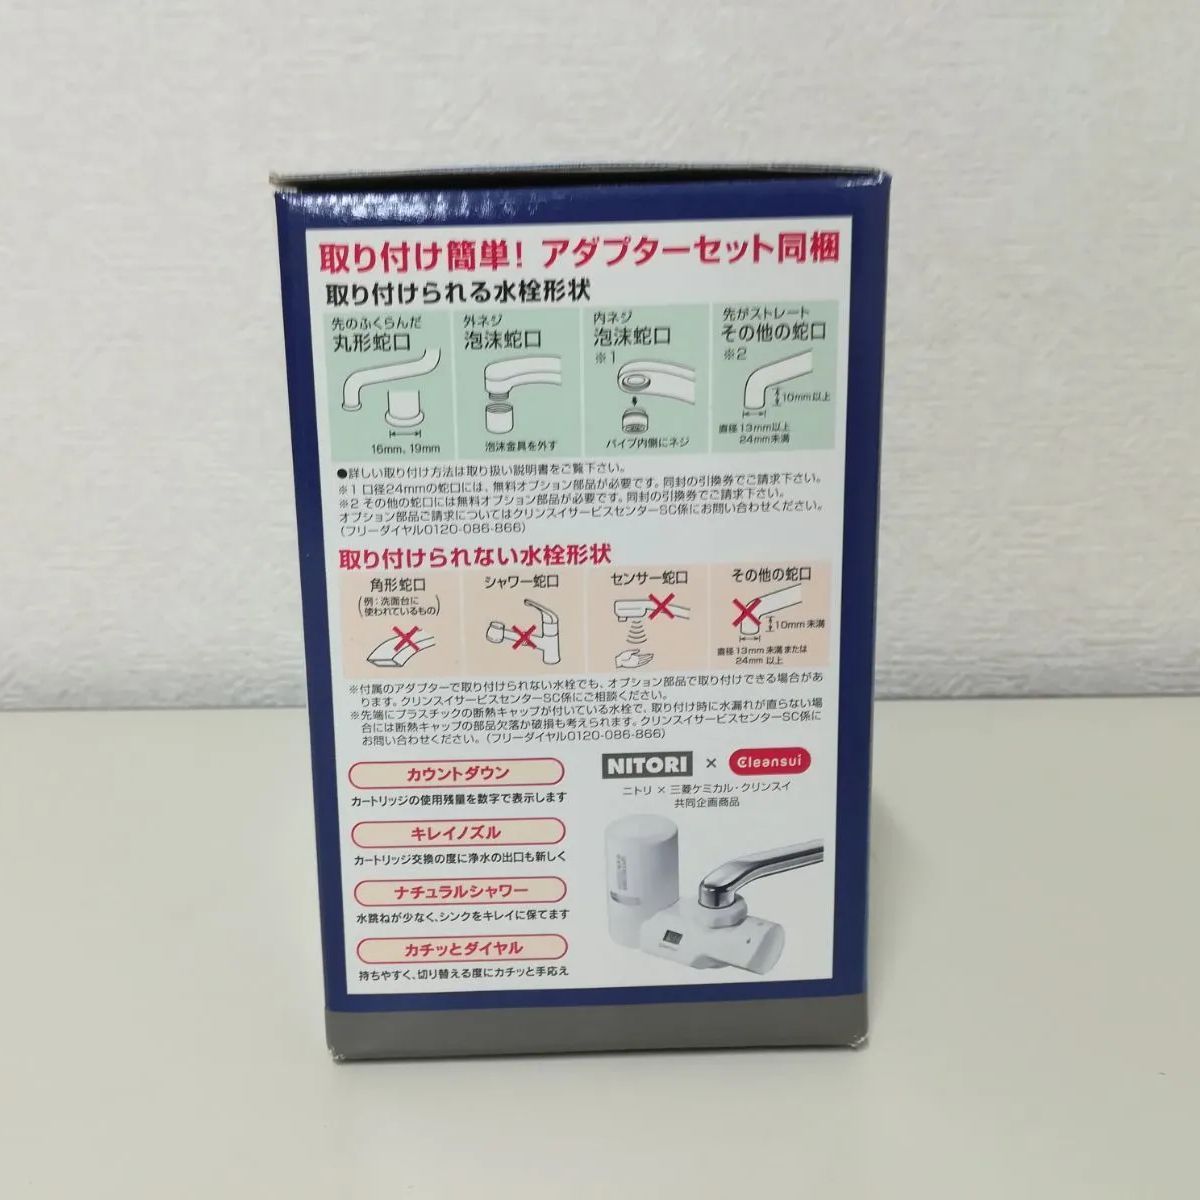 取り付け簡単！ アダプターセット同梱
取り付けられる水栓形状
先のふくらんだ
丸形蛇口
16mm、19mm
外ネジ
泡沫蛇口
泡沫金具を外す
内ネジ
泡沫蛇口
※1
パイプ内側にネジ
先がストレート
その他の蛇口
※2
10mm以上
直径13mm以上
24mm未満
●詳しい取り付け方法は取り扱い説明書をご覧下さい。
※1 口径24mmの蛇口には、無料オプション部品が必要です。同封の引換券でご請求下さい。
※2 その他の蛇口には無料オプション部品が必要です。同封の引換券でご請求下さい。
オプション部品ご請求についてはクリンスイサービスセンターSC係にお問い合わせください。
（フリーダイヤル0120-086-866）
取り付けられない水栓形状
角形蛇口
（例：洗面台に
使われているもの）
シャワー蛇口
センサー蛇口
その他の蛇口
10mm未満
直径13mm未満または
24mm以上
※付属のアダプターで取り付けられない水栓でも、オプション部品で取り付けできる場合があ
ります。クリンスイサービスセンターSC係にご相談ください。
※先端にプラスチックの断熱キャップが付いている水栓で、取り付け時に水漏れが直らない場
合には断熱キャップの部品欠落か破損も考えられます。クリンスイサービスセンターSC係に
お問い合わせください。（フリーダイヤル0120-086-866）
カウントダウン
カートリッジの使用残量を数字で表示します
キレイノズル
カートリッジ交換の度に浄水の出口も新しく
ナチュラルシャワー
水跳ねが少なく、シンクをキレイに保てます
カチッとダイヤル
持ちやすく、切り替える度にカチッと手応え
NITORI × Cleansui
ニトリ × 三菱ケミカル・クリンスイ
共同企画商品